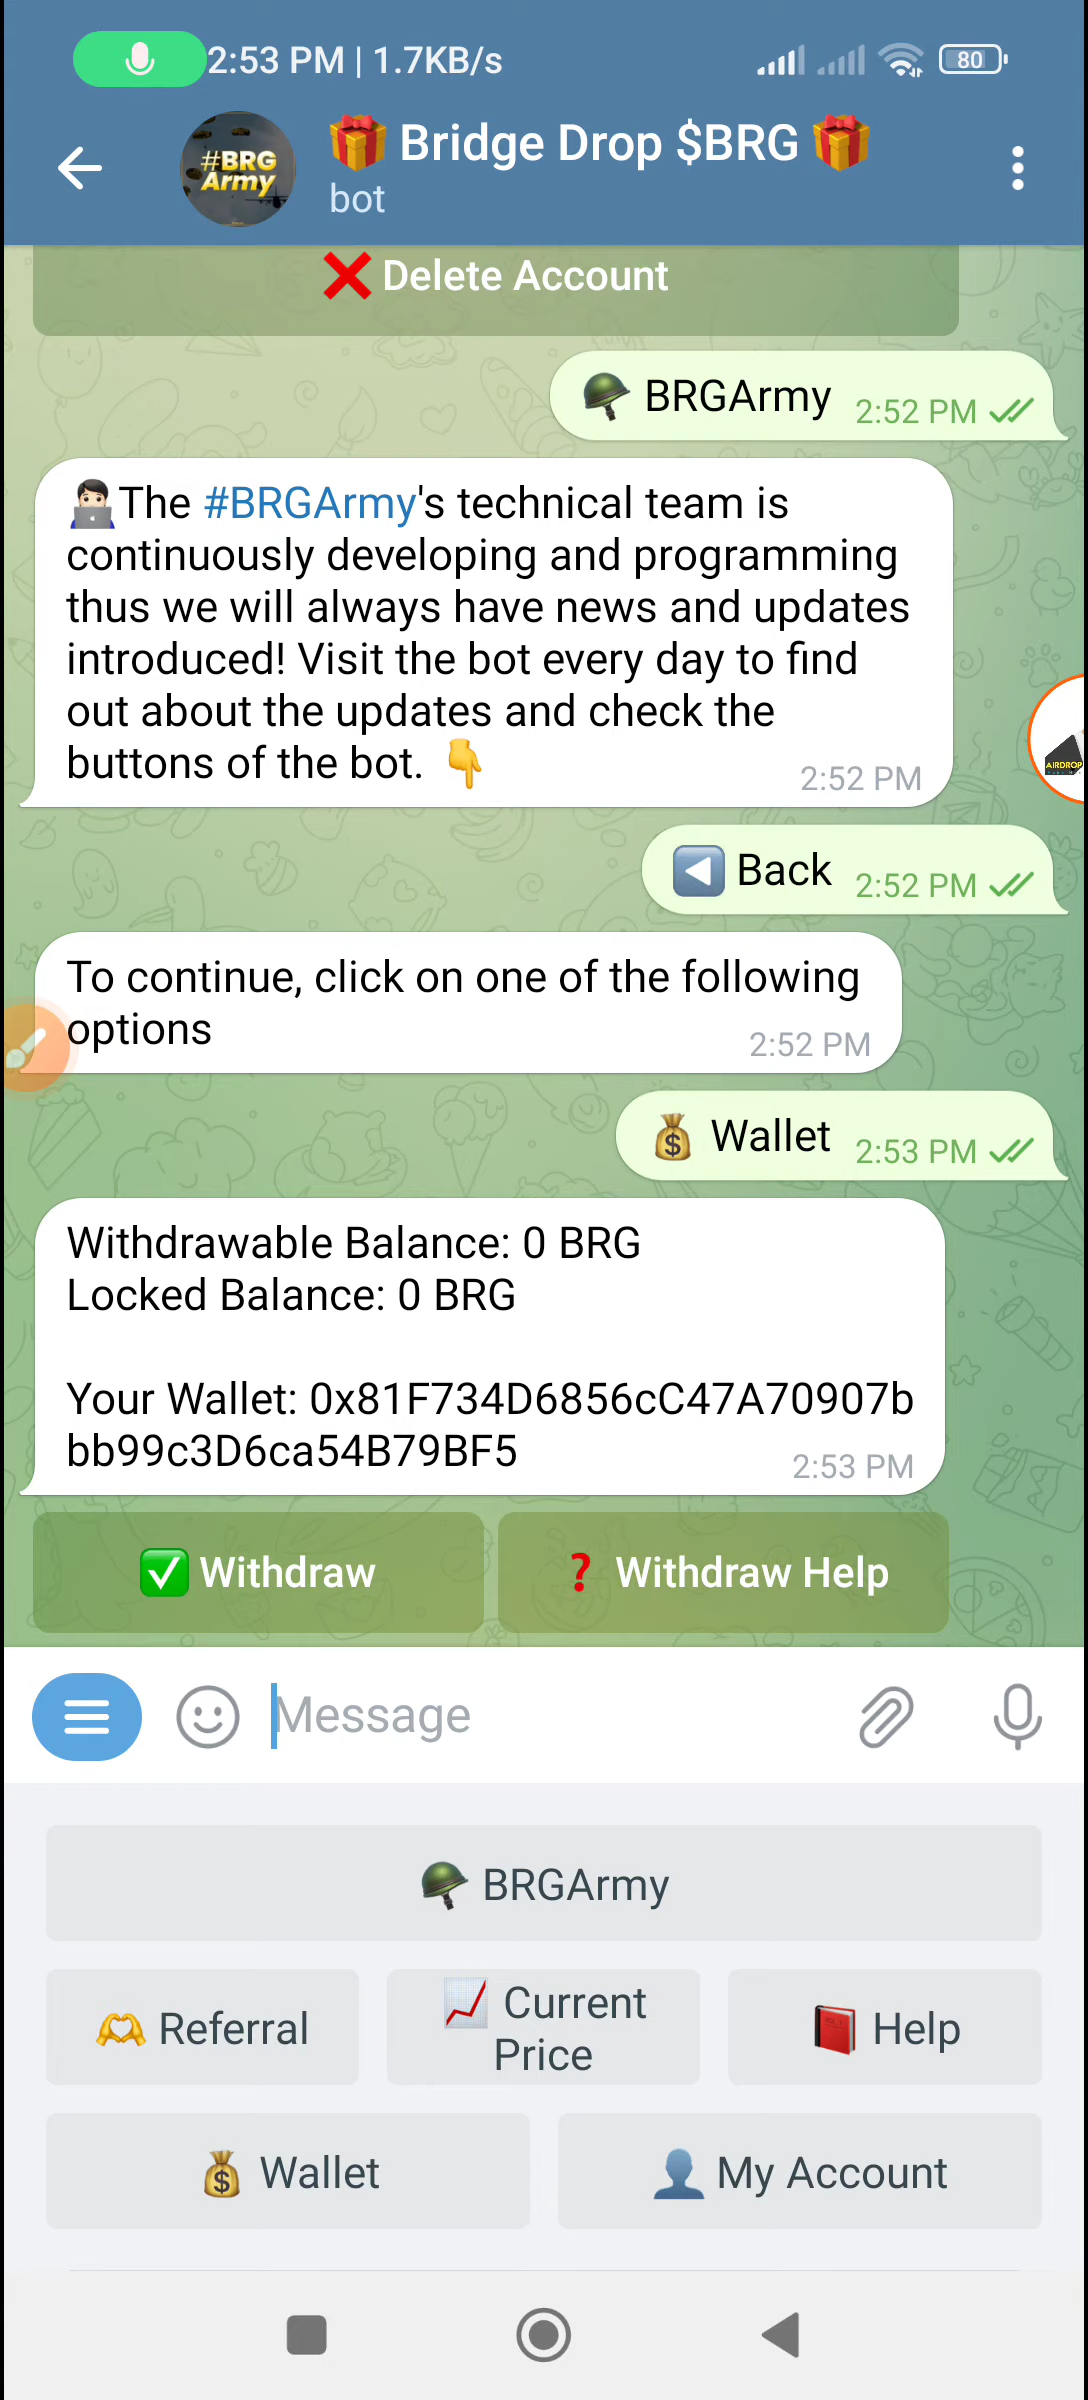 2:53 PM | 1.7KB/s
80
#BRG
Army
🎁 Bridge Drop $BRG 🎁
bot
❌ Delete Account
🪖 BRGArmy 2:52 PM
🧑🏻‍💻The #BRGArmy's technical team is
continuously developing and programming
thus we will always have news and updates
introduced! Visit the bot every day to find
out about the updates and check the
buttons of the bot. 👇
2:52 PM
AIRDROP
◀️ Back 2:52 PM
To continue, click on one of the following
options
2:52 PM
💰 Wallet 2:53 PM
Withdrawable Balance: 0 BRG
Locked Balance: 0 BRG
Your Wallet: 0x81F734D6856cC47A70907b
bb99c3D6ca54B79BF5
2:53 PM
✅ Withdraw
❓ Withdraw Help
Message
🪖 BRGArmy
🫶 Referral
📈 Current
Price
📕 Help
💰 Wallet
👤 My Account